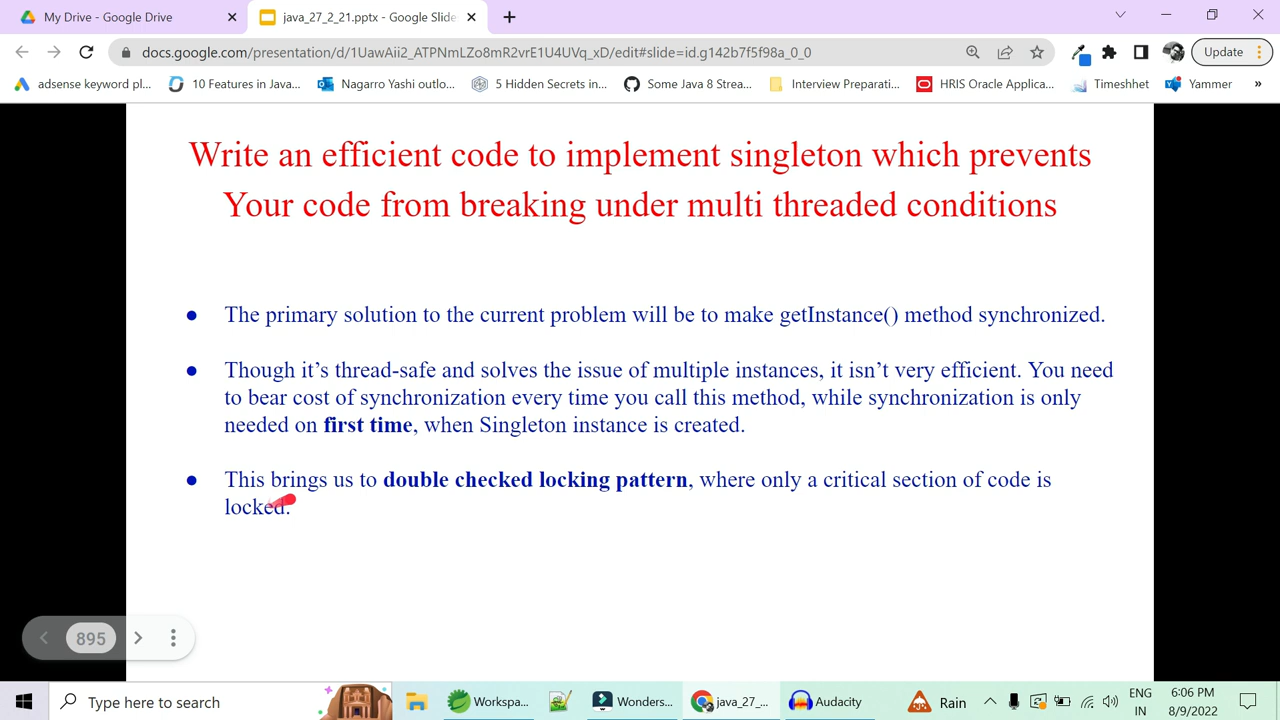 My Drive - Google Drive
java_27_2_21.pptx - Google Slide
docs.google.com/presentation/d/1UawAii2_ATPNmLZo8mR2vrE1U4UVq_xD/edit#slide=id.g142b7f5f98a_0_0
Update
adsense keyword pl...
10 Features in Java...
Nagarro Yashi outlo...
5 Hidden Secrets in...
Some Java 8 Strea...
Interview Preparati...
HRIS Oracle Applica...
Timeshhet
Yammer
»
Write an efficient code to implement singleton which prevents
Your code from breaking under multi threaded conditions
● The primary solution to the current problem will be to make getInstance() method synchronized.
● Though it’s thread-safe and solves the issue of multiple instances, it isn’t very efficient. You need
to bear cost of synchronization every time you call this method, while synchronization is only
needed on first time, when Singleton instance is created.
● This brings us to double checked locking pattern, where only a critical section of code is
locked.
895
Type here to search
Workspa...
Wonders...
java_27_...
Audacity
Rain
ENG
IN
6:06 PM
8/9/2022